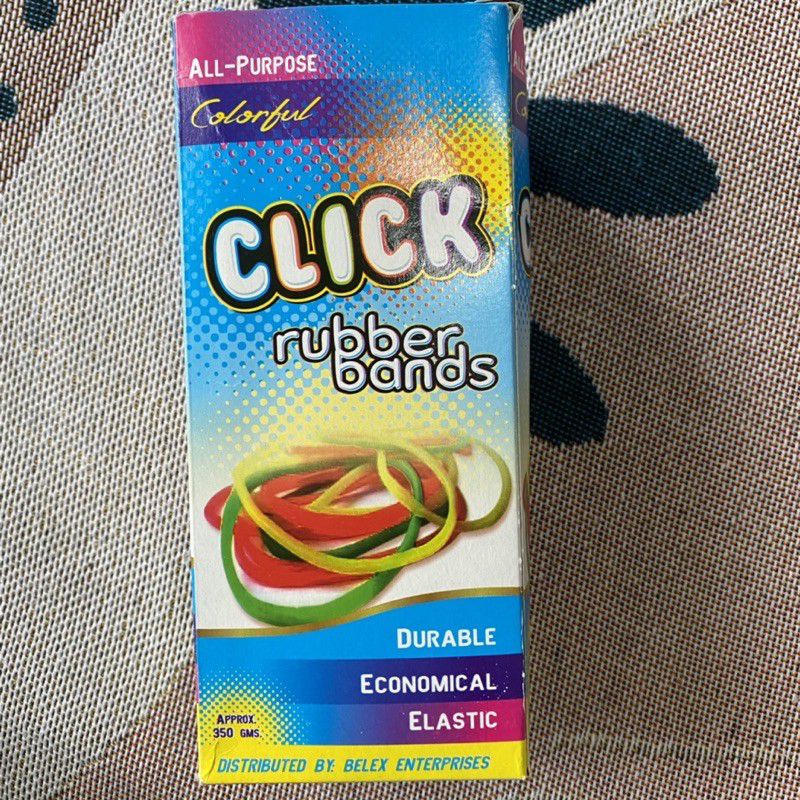 ALL-PURPOSE
Colorful
CLICK
rubber
bands
DURABLE
ECONOMICAL
ELASTIC
APPROX.
350 GMS.
DISTRIBUTED BY: BELEX ENTERPRISES